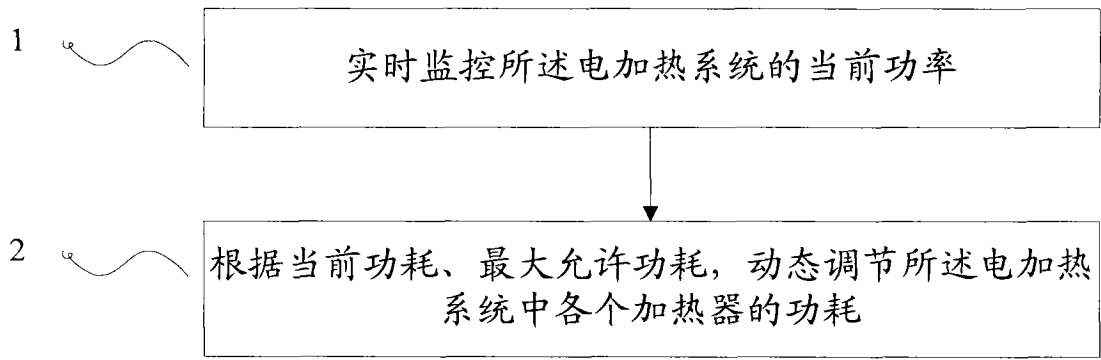 1
实时监控所述电加热系统的当前功率
2
根据当前功耗、最大允许功耗，动态调节所述电加热
系统中各个加热器的功耗